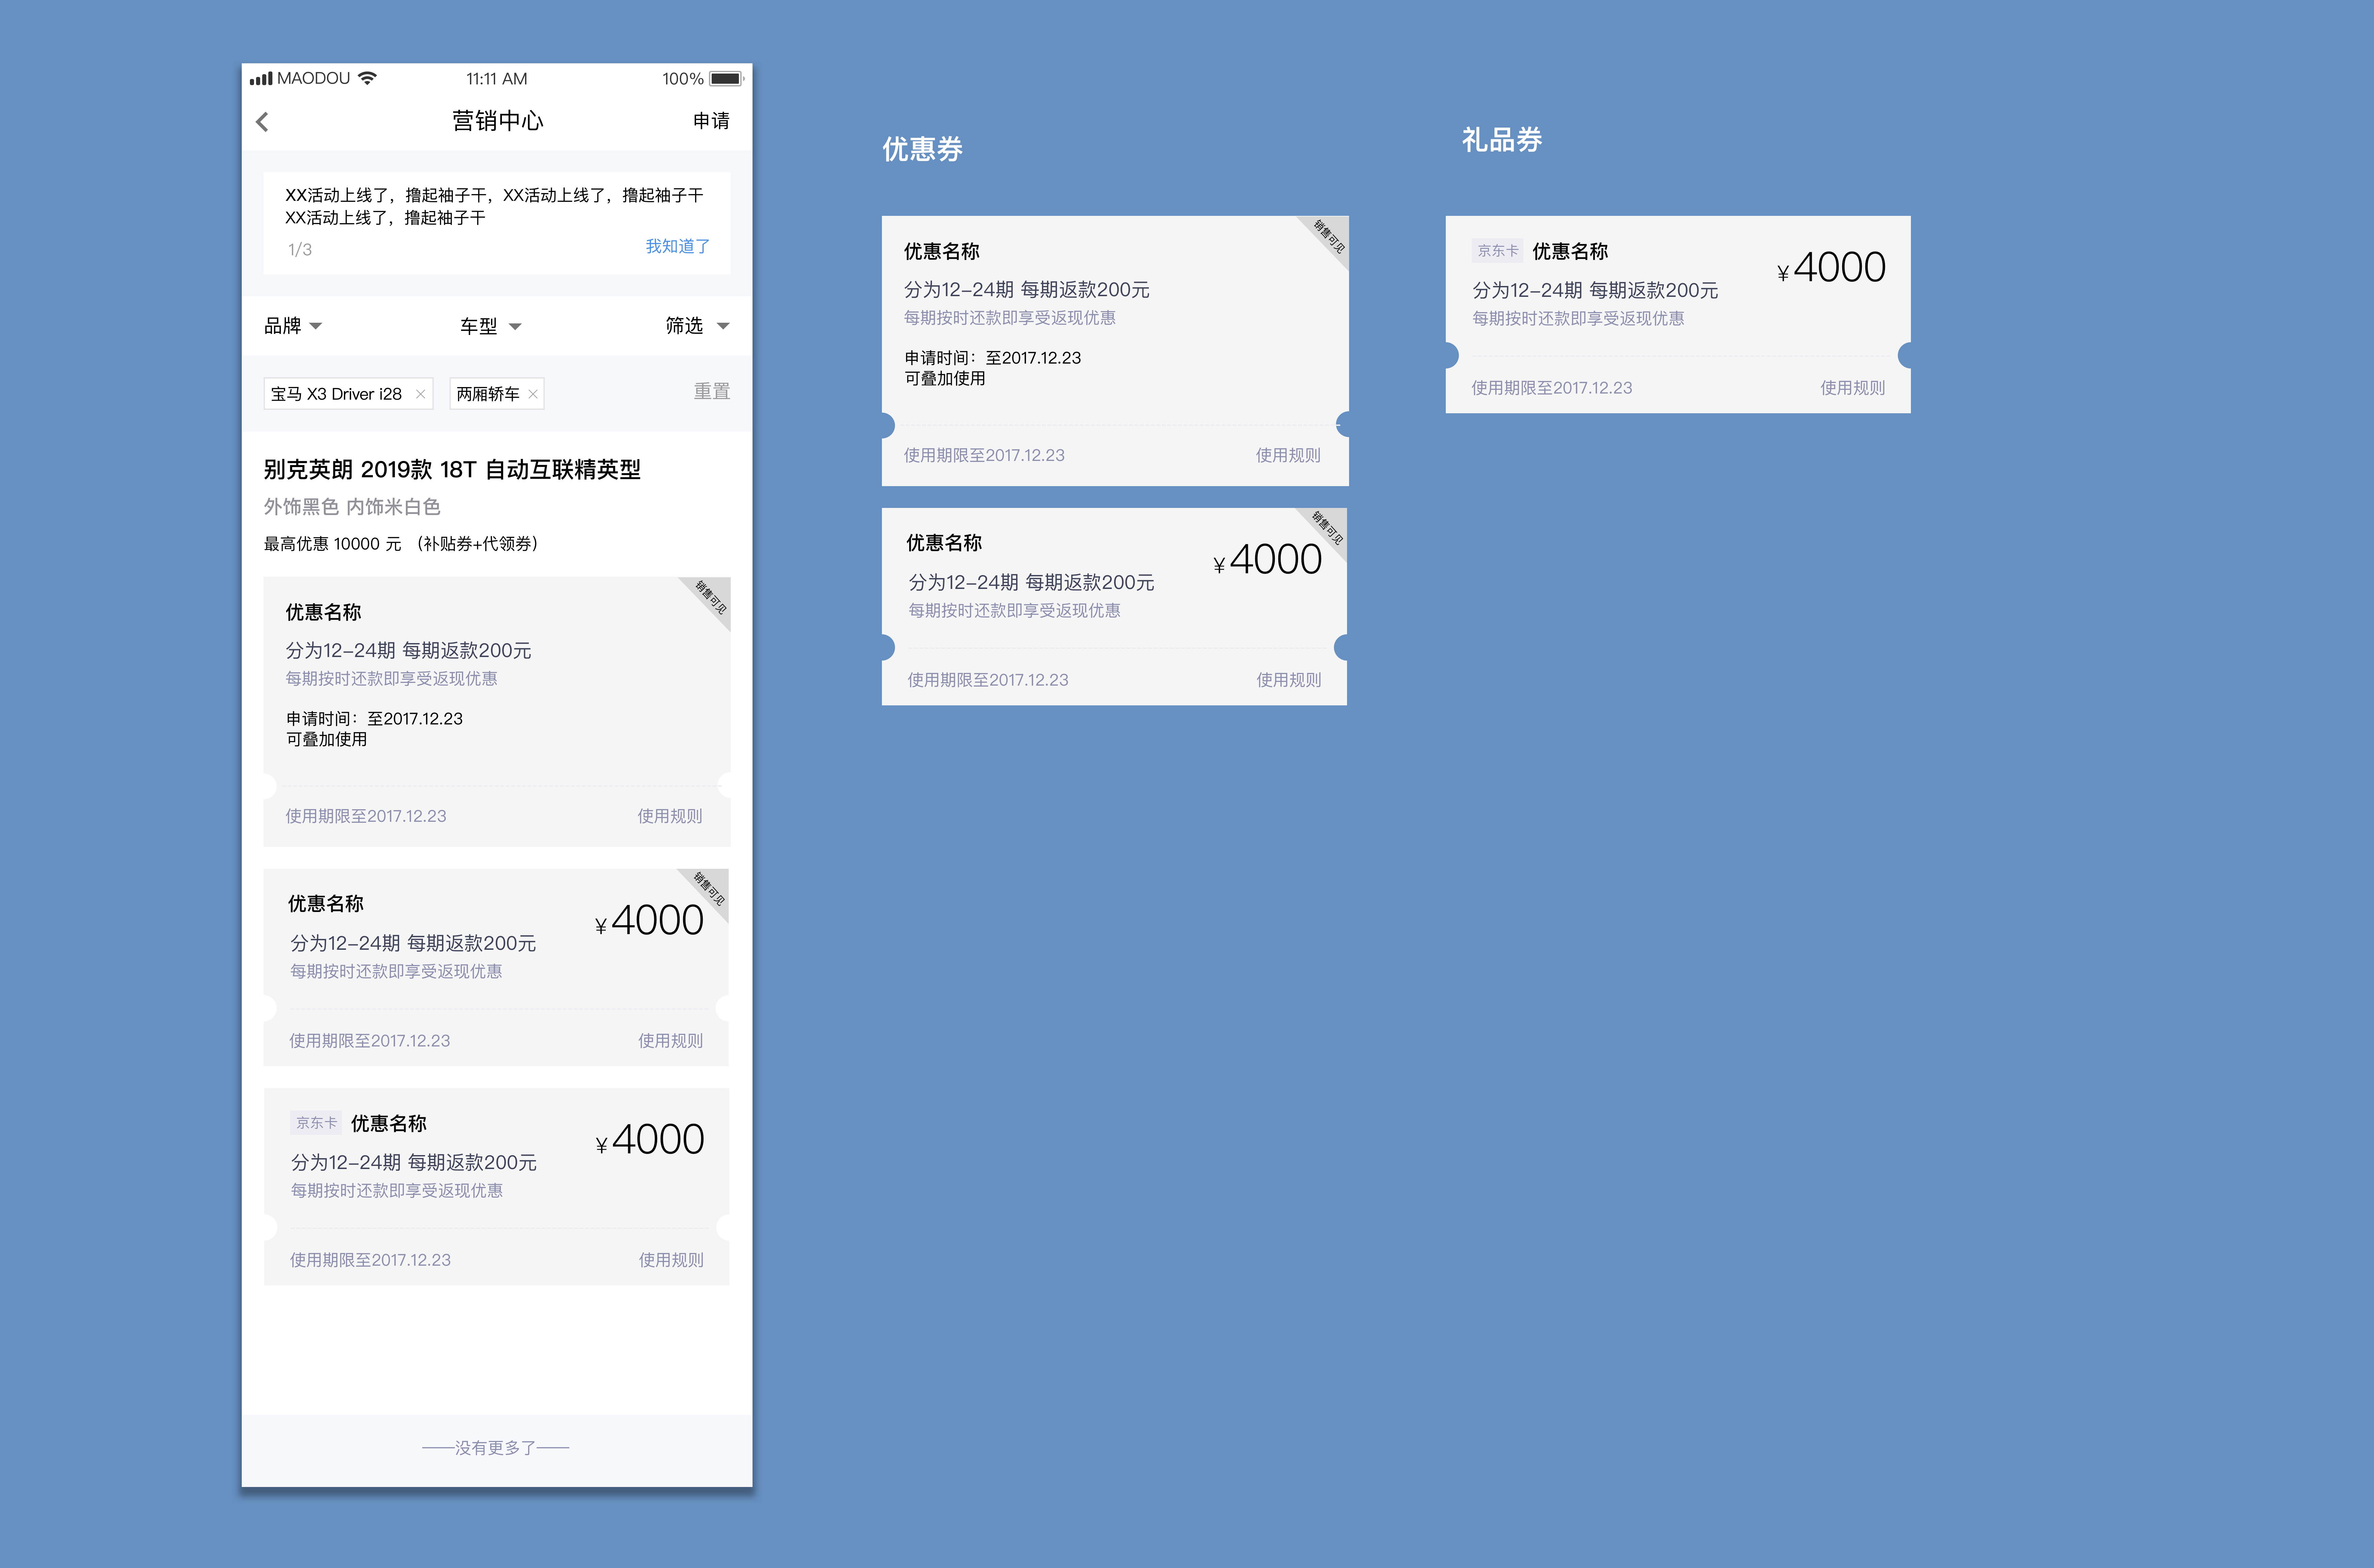 MAODOU 11:11 AM 100%
营销中心 申请
XX活动上线了，撸起袖子干，XX活动上线了，撸起袖子干
XX活动上线了，撸起袖子干
1/3 我知道了
品牌 车型 筛选
宝马 X3 Driver i28 × 两厢轿车 × 重置
别克英朗 2019款 18T 自动互联精英型
外饰黑色 内饰米白色
最高优惠 10000 元 （补贴券+代领券）
销售可见
优惠名称
分为12-24期 每期返款200元
每期按时还款即享受返现优惠
申请时间：至2017.12.23
可叠加使用
使用期限至2017.12.23 使用规则
销售可见
优惠名称
¥4000
分为12-24期 每期返款200元
每期按时还款即享受返现优惠
使用期限至2017.12.23 使用规则
京东卡 优惠名称
¥4000
分为12-24期 每期返款200元
每期按时还款即享受返现优惠
使用期限至2017.12.23 使用规则
——没有更多了——
优惠券
销售可见
优惠名称
分为12-24期 每期返款200元
每期按时还款即享受返现优惠
申请时间：至2017.12.23
可叠加使用
使用期限至2017.12.23 使用规则
销售可见
优惠名称
¥4000
分为12-24期 每期返款200元
每期按时还款即享受返现优惠
使用期限至2017.12.23 使用规则
礼品券
京东卡 优惠名称
¥4000
分为12-24期 每期返款200元
每期按时还款即享受返现优惠
使用期限至2017.12.23 使用规则